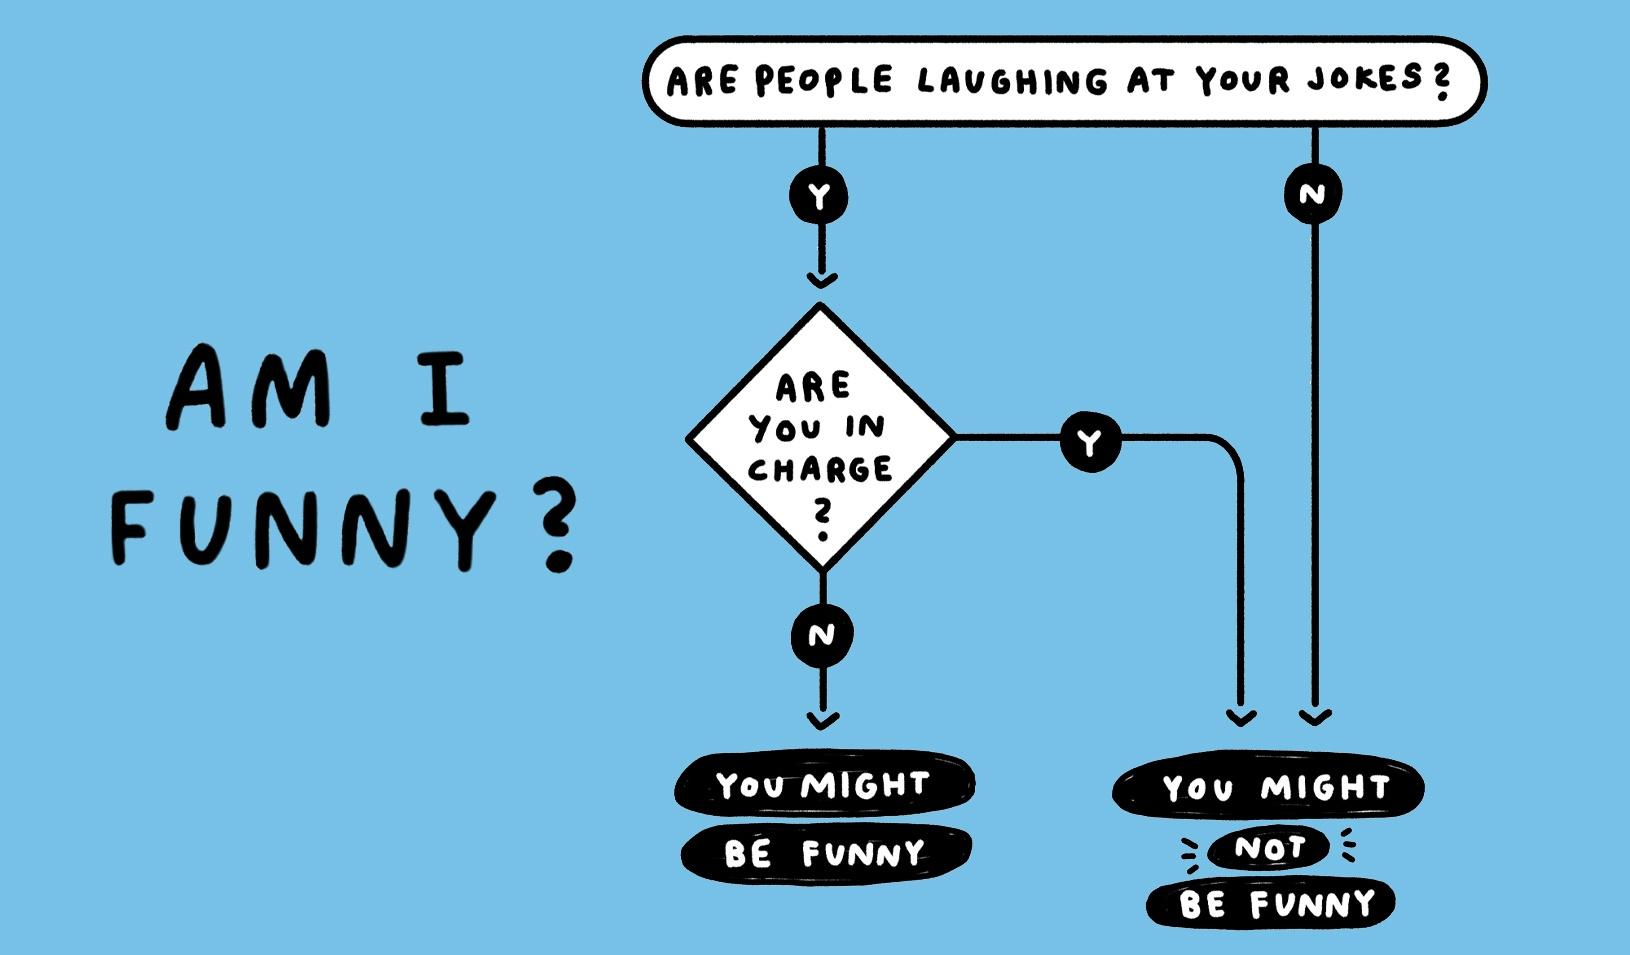 AM I
FUNNY?
ARE PEOPLE LAUGHING AT YOUR JOKES?
Y
N
ARE
YOU IN
CHARGE
?
Y
N
YOU MIGHT
BE FUNNY
YOU MIGHT
NOT
BE FUNNY